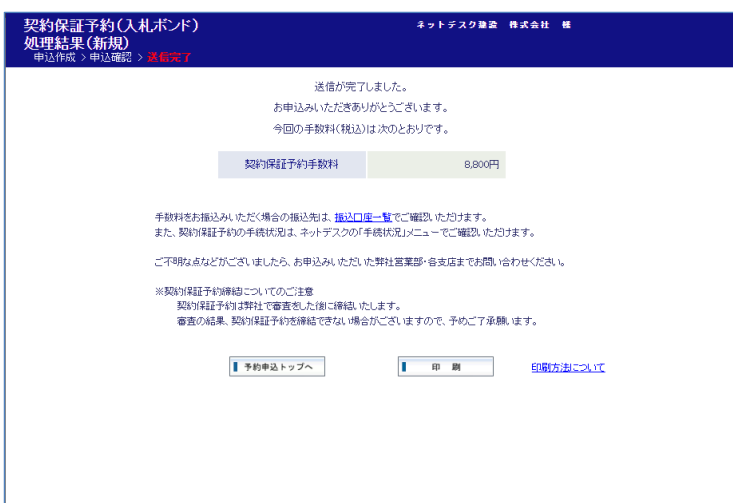 契約保証予約(入札ボンド)
処理結果(新規)
ネットデスク建設 株式会社 様
申込作成 > 申込確認 > 送信完了
送信が完了しました。
お申込みいただきありがとうございます。
今回の手数料(税込)は次のとおりです。
契約保証予約手数料 8,800円
手数料をお振込みいただく場合の振込先は、振込口座一覧でご確認いただけます。
また、契約保証予約の手続状況は、ネットデスクの「手続状況」メニューでご確認いただけます。
ご不明な点などがございましたら、お申込みいただいた弊社営業部・各支店までお問い合わせください。
※契約保証予約締結についてのご注意
契約保証予約は弊社で審査をした後に締結いたします。
審査の結果、契約保証予約を締結できない場合がございますので、予めご了承願います。
予約申込トップへ 印 刷 印刷方法について